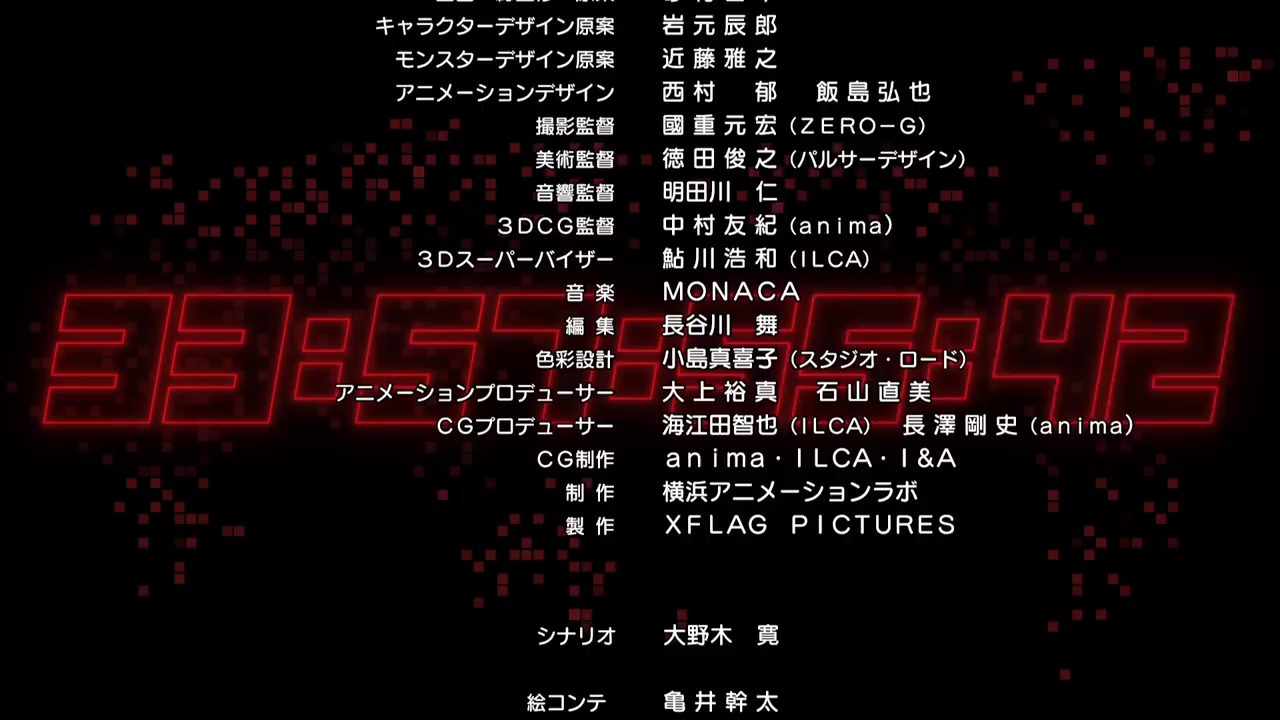 キャラクターデザイン原案 岩元辰郎
モンスターデザイン原案 近藤雅之
アニメーションデザイン 西村 郁 飯島弘也
撮影監督 國重元宏(ZERO-G)
美術監督 徳田俊之(パルサーデザイン)
音響監督 明田川 仁
3DCG監督 中村友紀(anima)
3Dスーパーバイザー 鮎川浩和(ILCA)
音楽 MONACA
編集 長谷川 舞
色彩設計 小島真喜子(スタジオ・ロード)
アニメーションプロデューサー 大上裕真 石山直美
CGプロデューサー 海江田智也(ILCA) 長澤剛史(anima)
CG制作 anima・ILCA・I&A
制作 横浜アニメーションラボ
製作 XFLAG PICTURES
シナリオ 大野木 寛
絵コンテ 亀井幹太